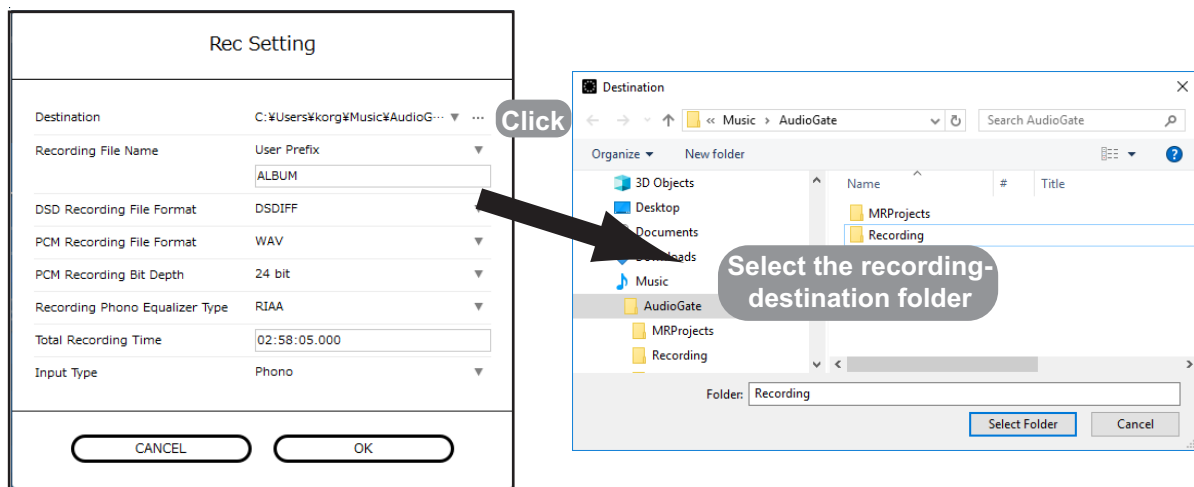 Rec Setting
Destination C:¥Users¥korg¥Music¥AudioG··· ▼ ···
Recording File Name User Prefix ▼
ALBUM
DSD Recording File Format DSDIFF
PCM Recording File Format WAV ▼
PCM Recording Bit Depth 24 bit ▼
Recording Phono Equalizer Type RIAA ▼
Total Recording Time 02:58:05.000
Input Type Phono ▼
CANCEL OK
Click
Destination
« Music > AudioGate Search AudioGate
Organize ▼ New folder
3D Objects
Desktop
Documents
Downloads
Music
AudioGate
MRProjects
Recording
Name # Title
MRProjects
Recording
Select the recording-
destination folder
Folder: Recording
Select Folder Cancel